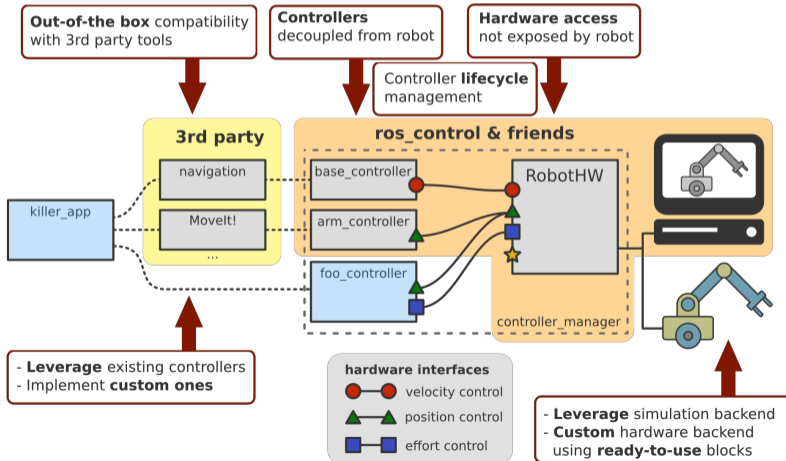 Out-of-the box compatibility
with 3rd party tools
Controllers
decoupled from robot
Hardware access
not exposed by robot
Controller lifecycle
management
3rd party
ros_control & friends
navigation
base_controller
RobotHW
killer_app
MoveIt!
arm_controller
...
foo_controller
controller_manager
- Leverage existing controllers
- Implement custom ones
hardware interfaces
velocity control
position control
effort control
- Leverage simulation backend
- Custom hardware backend
using ready-to-use blocks